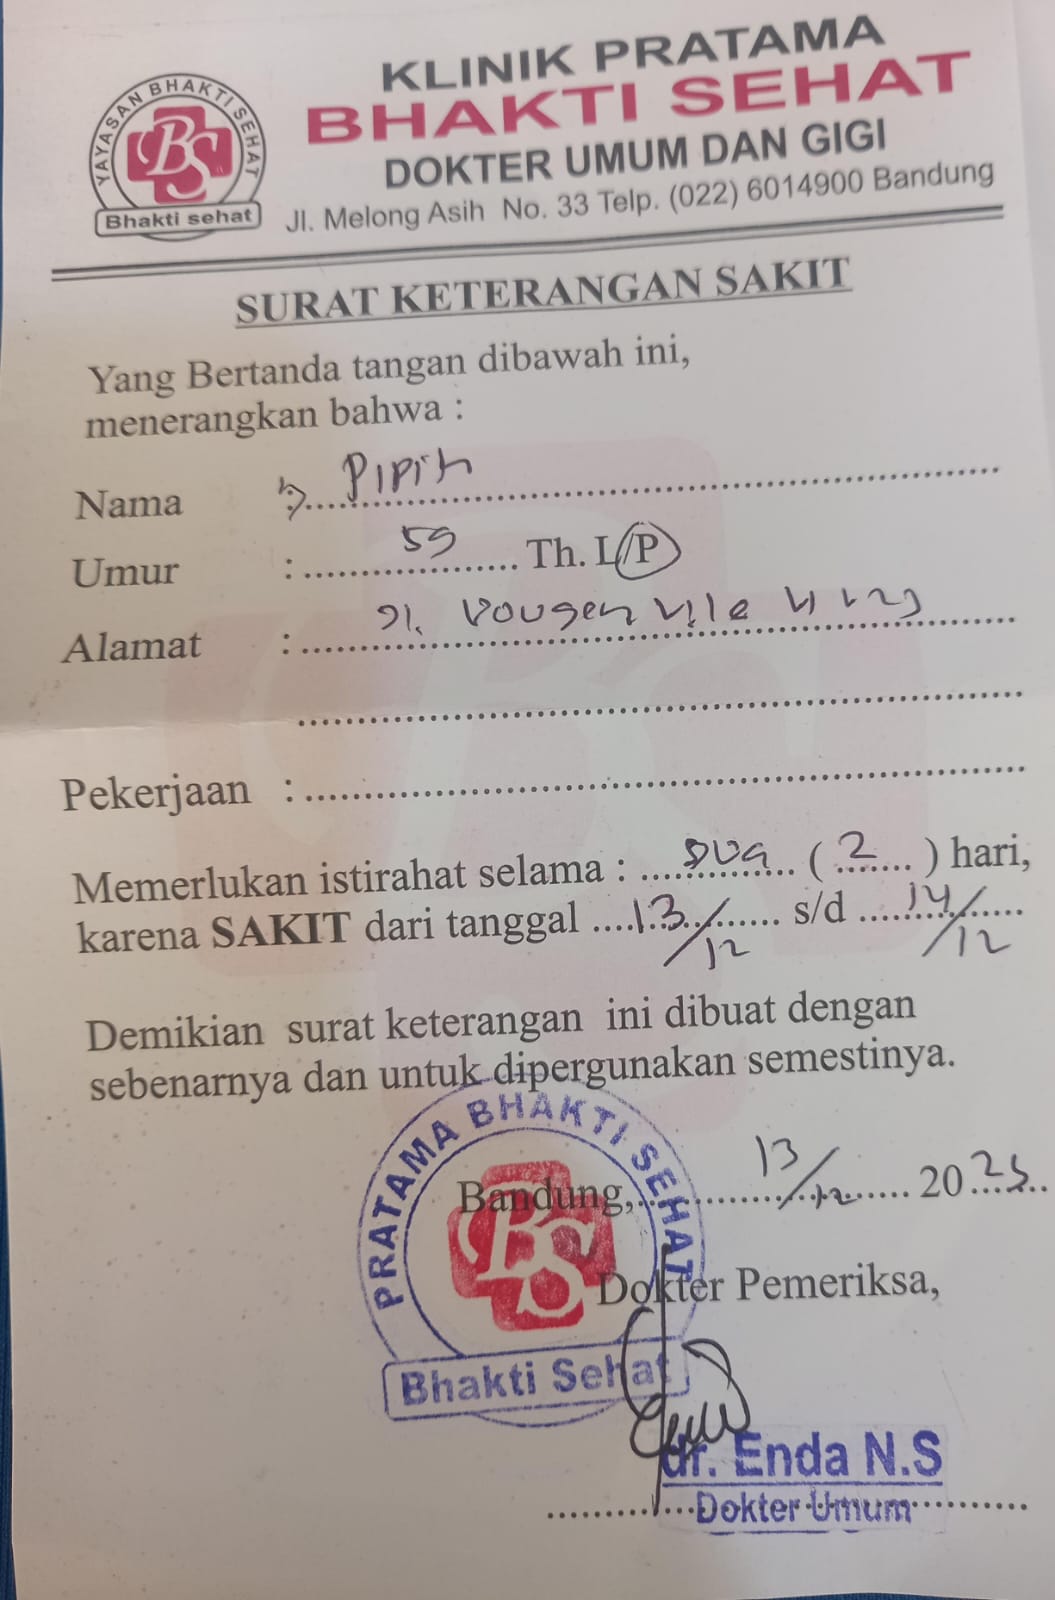 YAYASAN BHAKTI SEHAT
BS
Bhakti sehat
KLINIK PRATAMA
BHAKTI SEHAT
DOKTER UMUM DAN GIGI
Jl. Melong Asih No. 33 Telp. (022) 6014900 Bandung
SURAT KETERANGAN SAKIT
Yang Bertanda tangan dibawah ini,
menerangkan bahwa :
Nama : Pipih
Umur : 59 Th. L/P
Alamat :
Pekerjaan :
Memerlukan istirahat selama : DUA ( 2 ) hari,
karena SAKIT dari tanggal 13/12 s/d 14/12
Demikian surat keterangan ini dibuat dengan
sebenarnya dan untuk dipergunakan semestinya.
Bandung, 13/12 2025
Dokter Pemeriksa,
PRATAMA BHAKTI SEHAT
BS
Bhakti Sehat
dr. Enda N.S
Dokter Umum